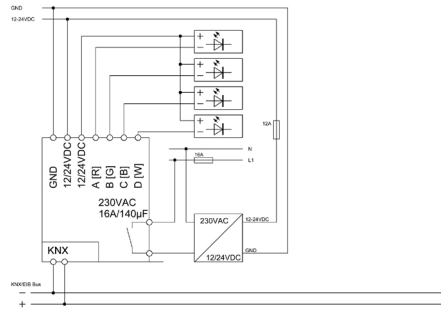 GND
12-24VDC
+
−
+
−
+
−
+
−
12A
N
16A
L1
GND
12/24VDC
12/24VDC
A [R]
B [G]
C [B]
D [W]
230VAC
16A/140µF
230VAC
12-24VDC
GND
12/24VDC
KNX
KNX/EIB Bus
−
+